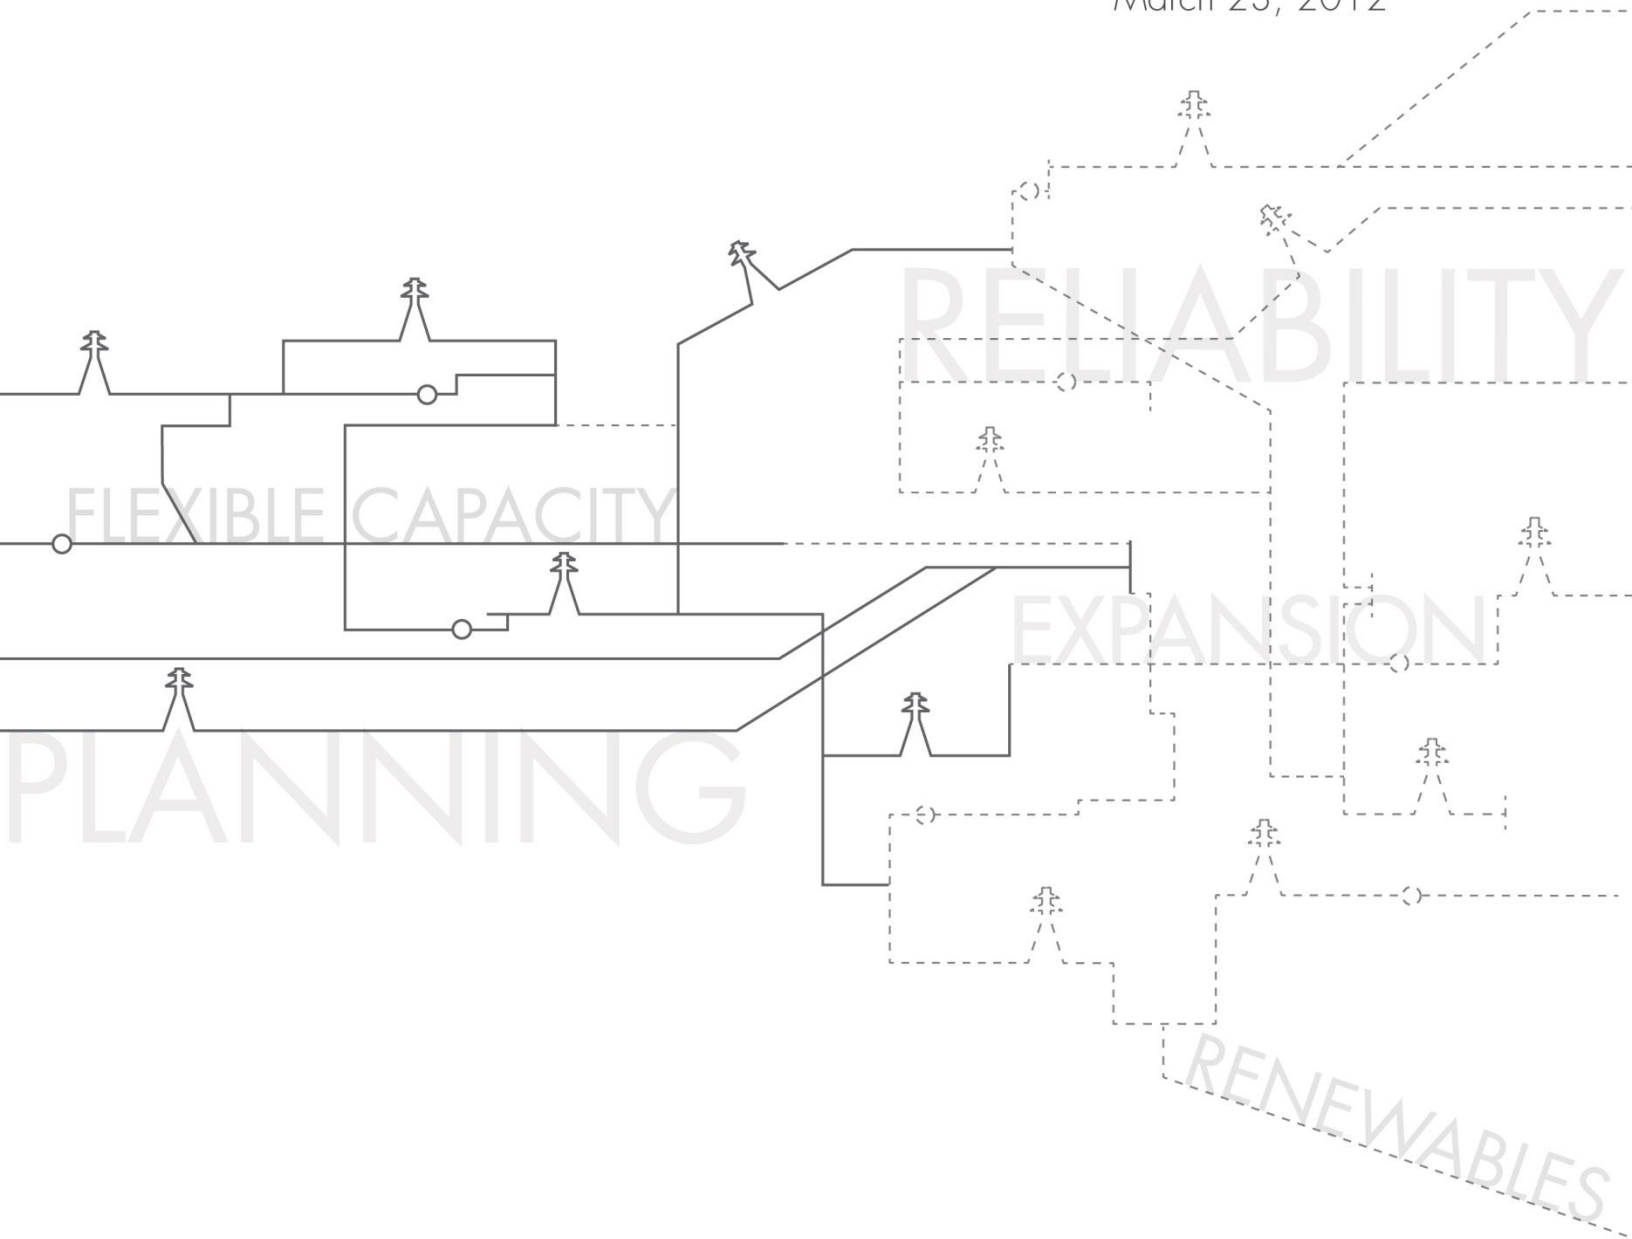 March 23, 2012
RELIABILITY
FLEXIBLE CAPACITY
EXPANSION
PLANNING
RENEWABLES